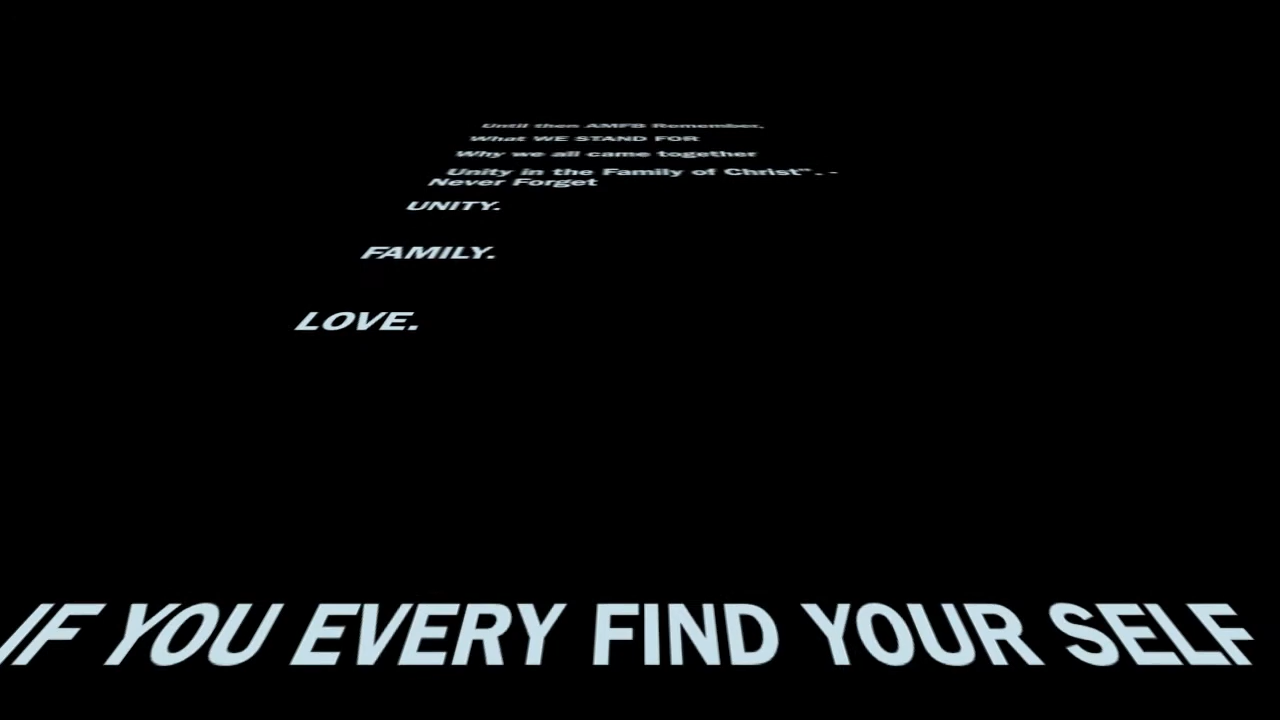 Until then AMFB Remember,
What WE STAND FOR
Why we all came together
Unity in the Family of Christ". -
Never Forget
UNITY.
FAMILY.
LOVE.
IF YOU EVERY FIND YOUR SELF